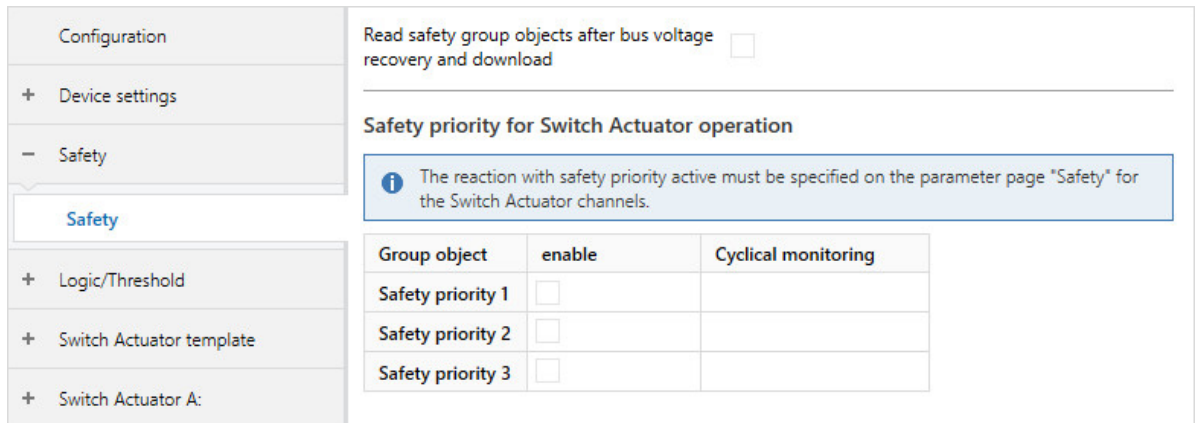 Configuration
+ Device settings
− Safety
Safety
+ Logic/Threshold
+ Switch Actuator template
+ Switch Actuator A:
Read safety group objects after bus voltage
recovery and download
Safety priority for Switch Actuator operation
The reaction with safety priority active must be specified on the parameter page "Safety" for
the Switch Actuator channels.
Group object enable Cyclical monitoring
Safety priority 1
Safety priority 2
Safety priority 3